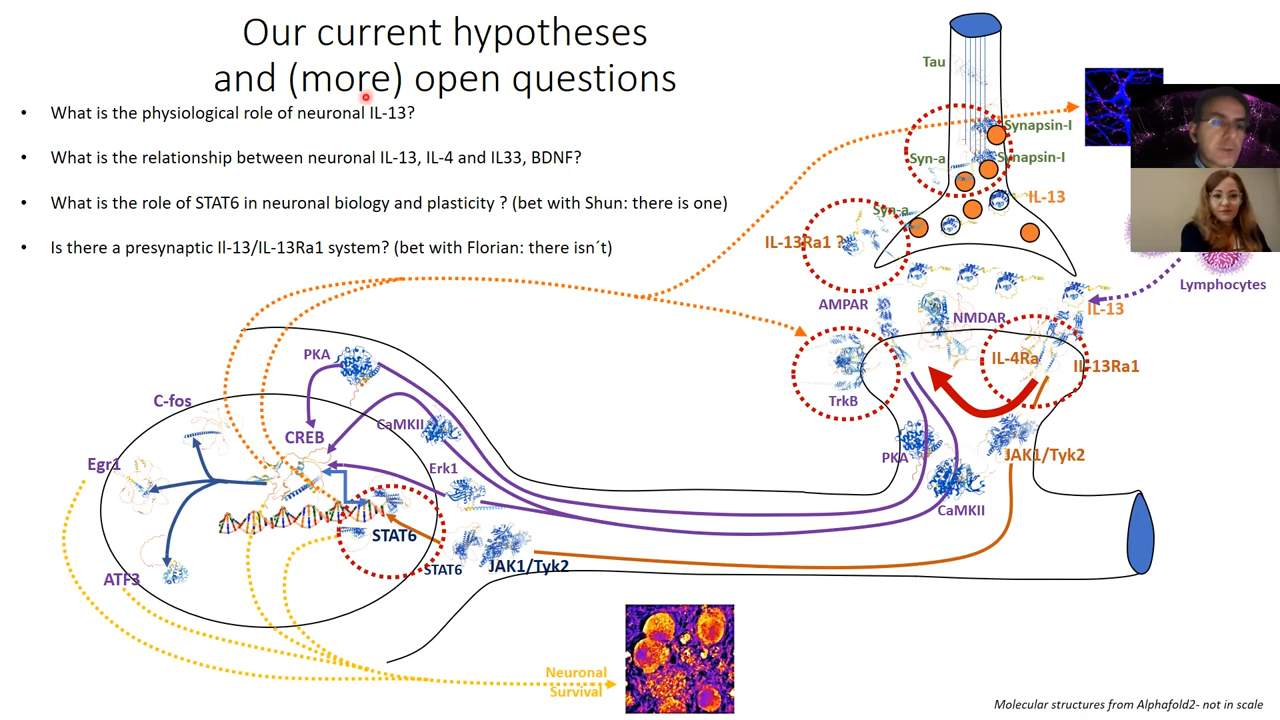 Our current hypotheses
and (more) open questions
• What is the physiological role of neuronal IL-13?
• What is the relationship between neuronal IL-13, IL-4 and IL33, BDNF?
• What is the role of STAT6 in neuronal biology and plasticity ? (bet with Shun: there is one)
• Is there a presynaptic Il-13/IL-13Ra1 system? (bet with Florian: there isn´t)
Tau
Synapsin-I
Syn-a
Synapsin-I
IL-13
Syn-a
IL-13Ra1 ?
Lymphocytes
AMPAR
NMDAR
IL-13
IL-4Ra
IL-13Ra1
TrkB
PKA
C-fos
CaMKII
CREB
Egr1
Erk1
PKA
JAK1/Tyk2
CaMKII
STAT6
STAT6
JAK1/Tyk2
ATF3
Neuronal
Survival
Molecular structures from Alphafold2- not in scale